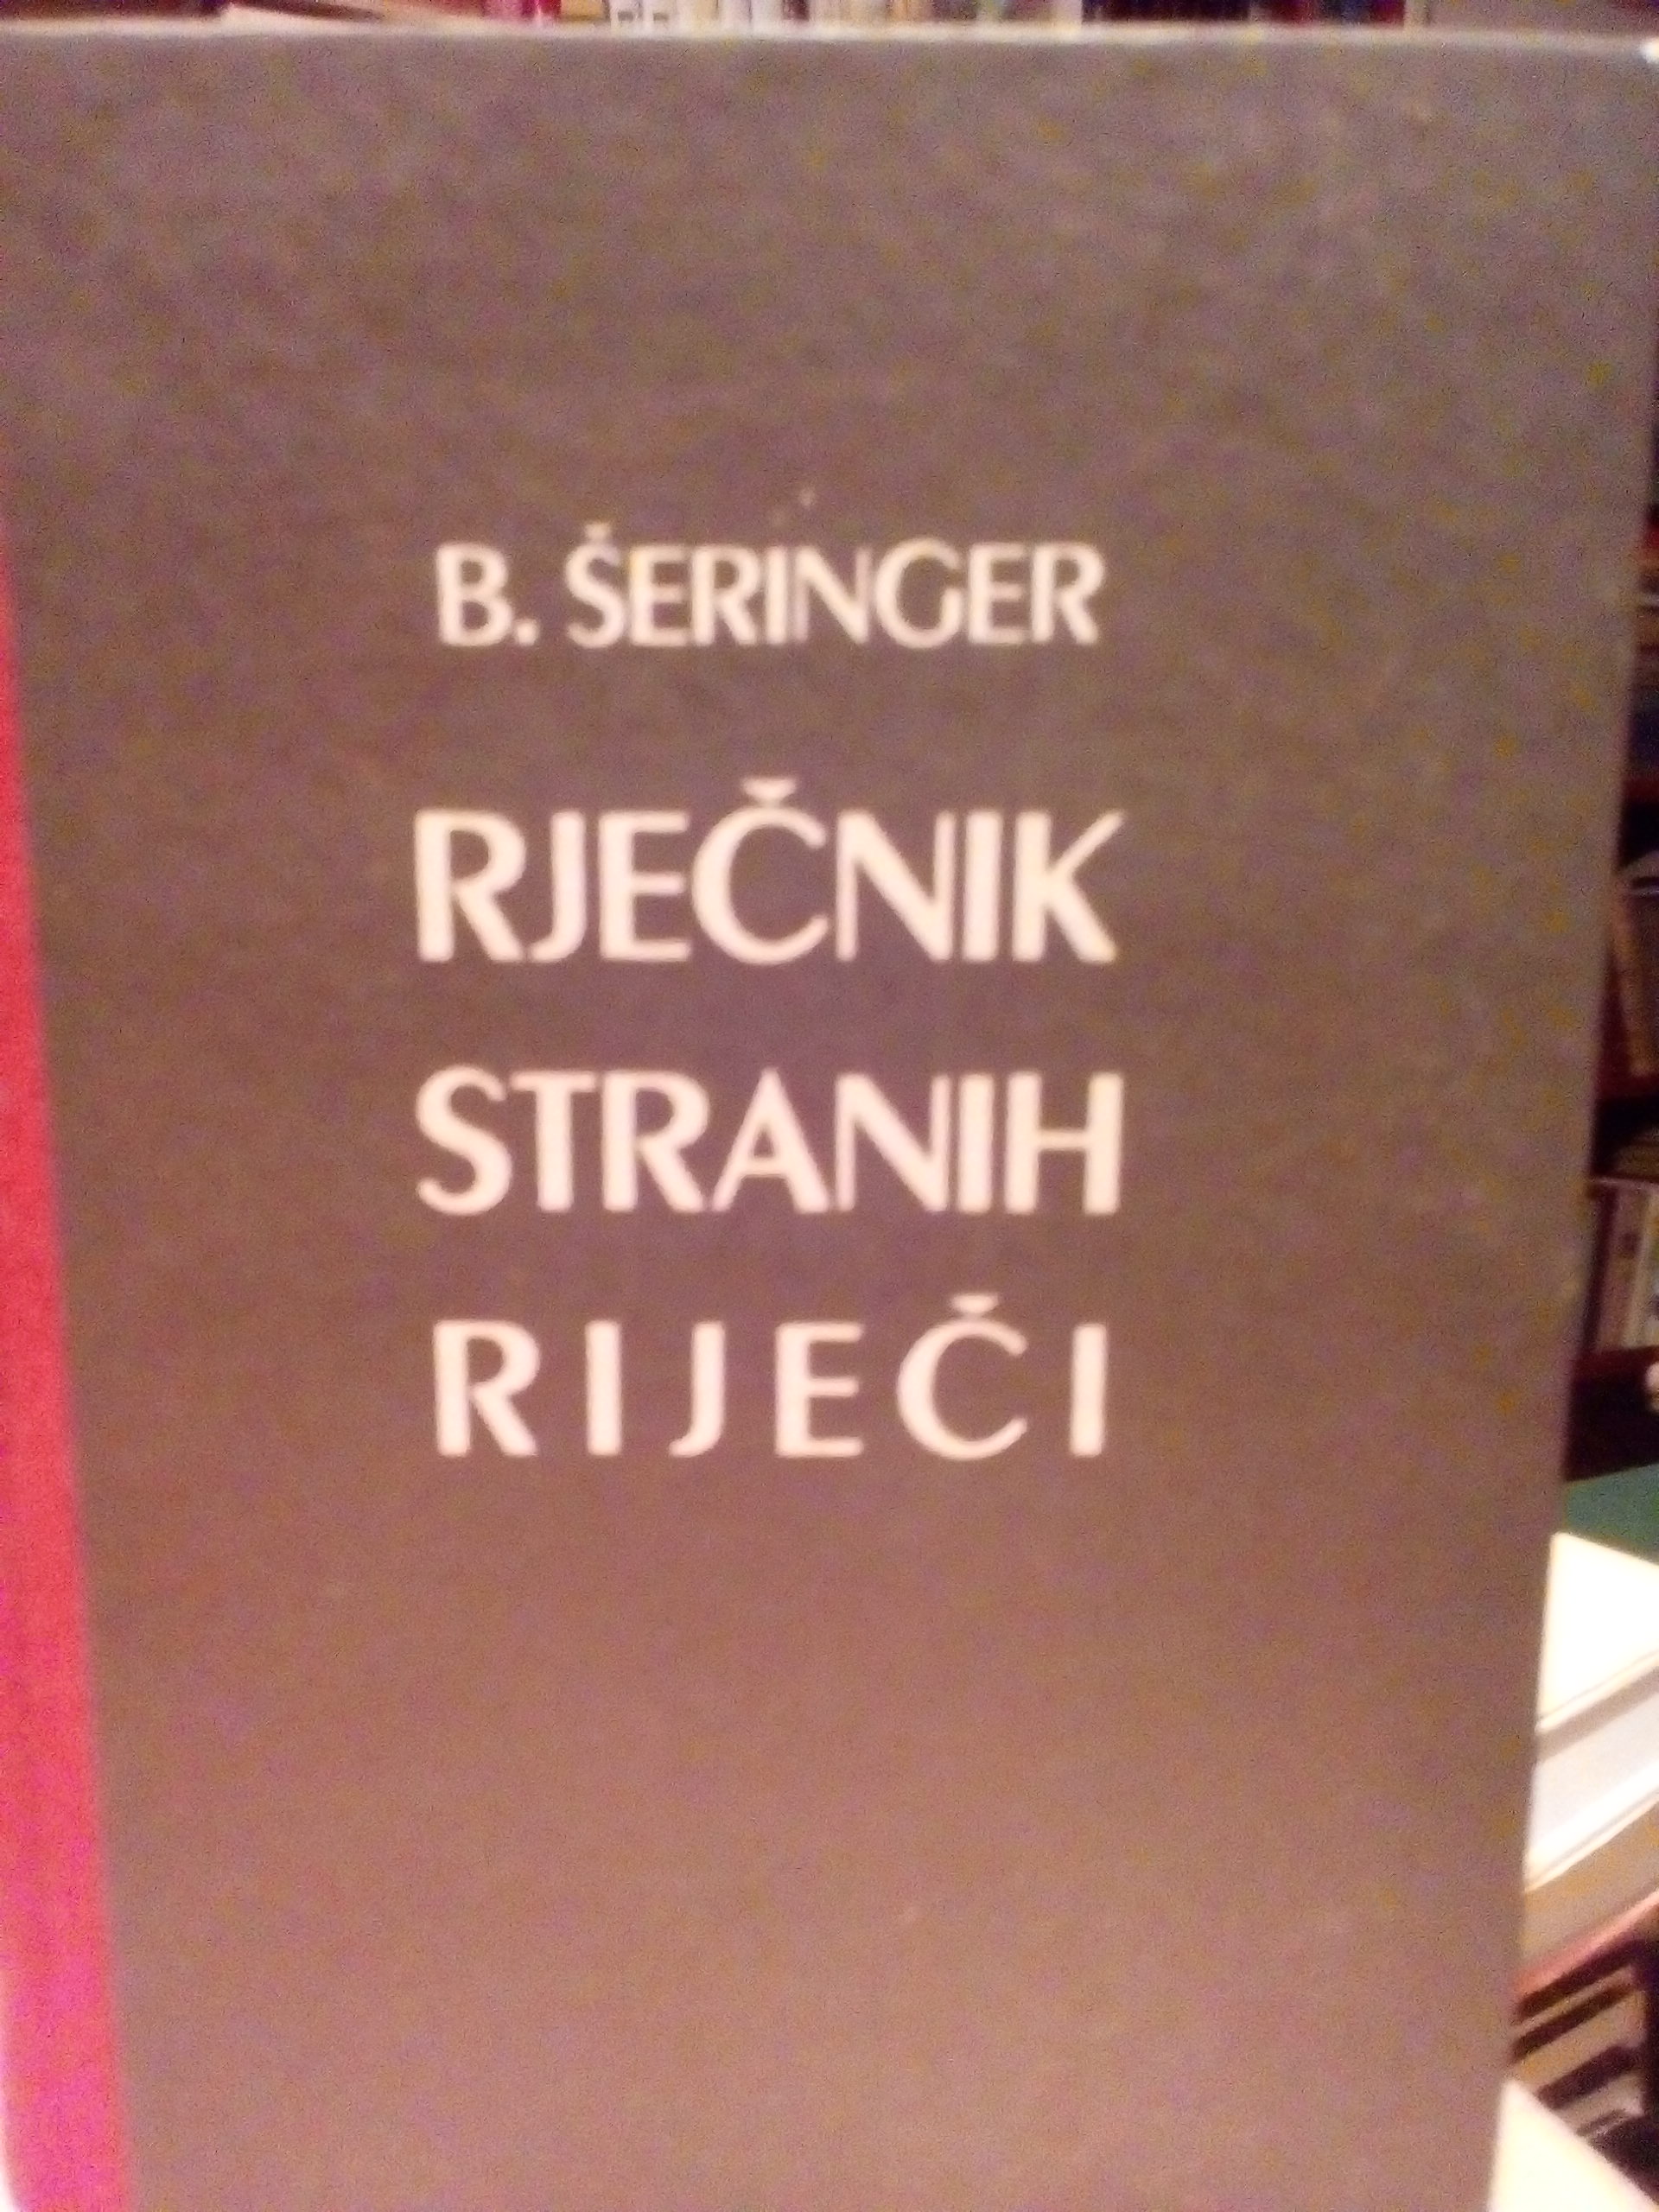 B. ŠERINGER
RJEČNIK
STRANIH
RIJEČI